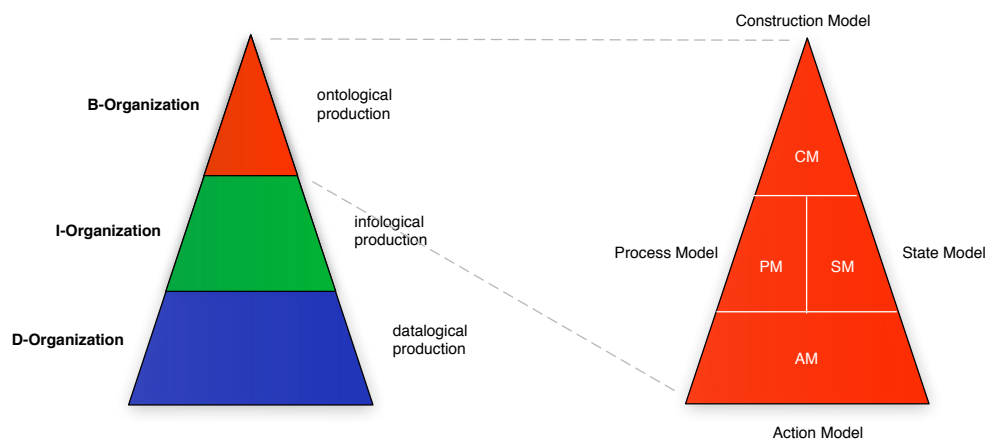 Construction Model
B-Organization
ontological
production
CM
I-Organization
infological
production
Process Model
PM
SM
State Model
D-Organization
datalogical
production
AM
Action Model